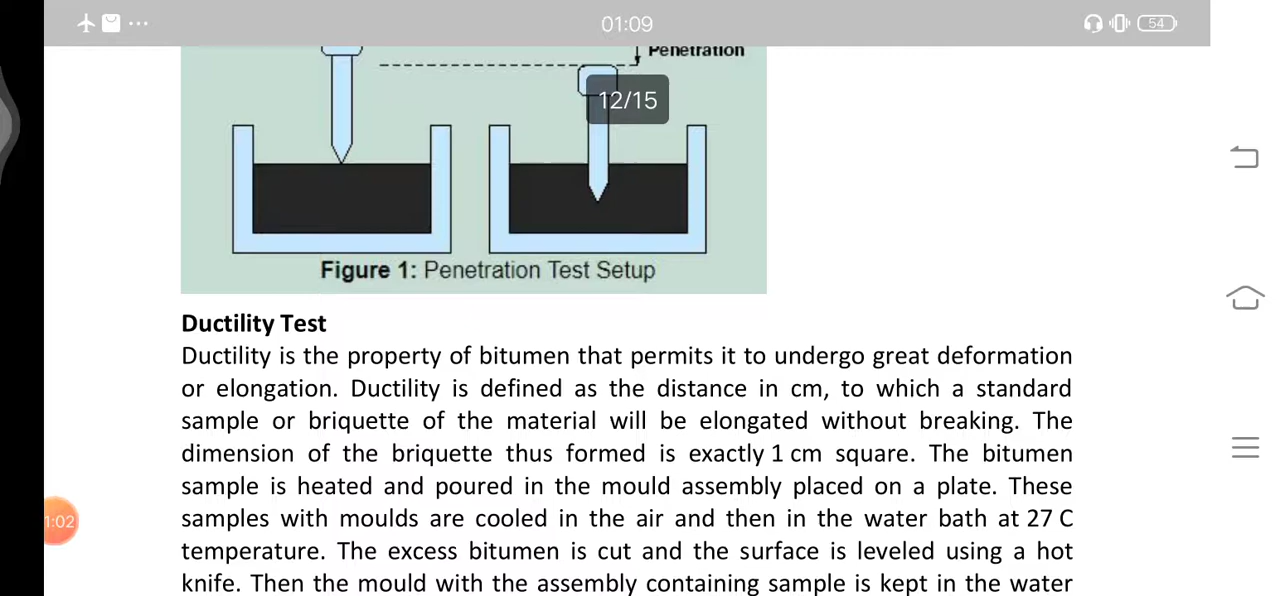 01:09
54
Penetration
12/15
Figure 1: Penetration Test Setup
Ductility Test
Ductility is the property of bitumen that permits it to undergo great deformation
or elongation. Ductility is defined as the distance in cm, to which a standard
sample or briquette of the material will be elongated without breaking. The
dimension of the briquette thus formed is exactly 1 cm square. The bitumen
sample is heated and poured in the mould assembly placed on a plate. These
samples with moulds are cooled in the air and then in the water bath at 27 C
1:02
temperature. The excess bitumen is cut and the surface is leveled using a hot
knife. Then the mould with the assembly containing sample is kept in the water